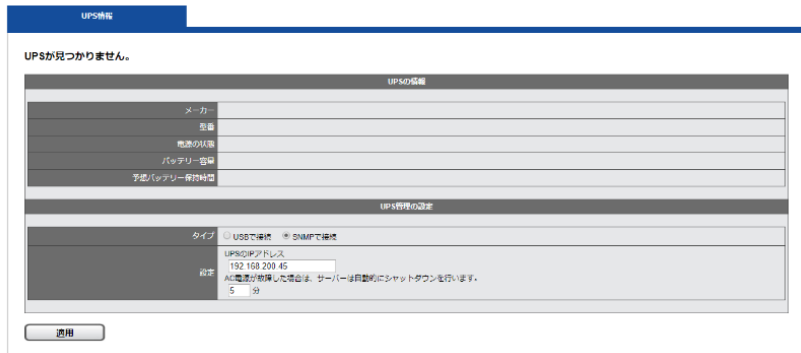 UPS情報
UPSが見つかりません。
UPSの情報
メーカー
型番
電源の状態
バッテリー容量
予想バッテリー保持時間
UPS管理の設定
タイプ USBで接続 SNMPで接続
UPSのIPアドレス
192.168.200.45
設定 AC電源が故障した場合は、サーバーは自動的にシャットダウンを行います。
5 分
適用